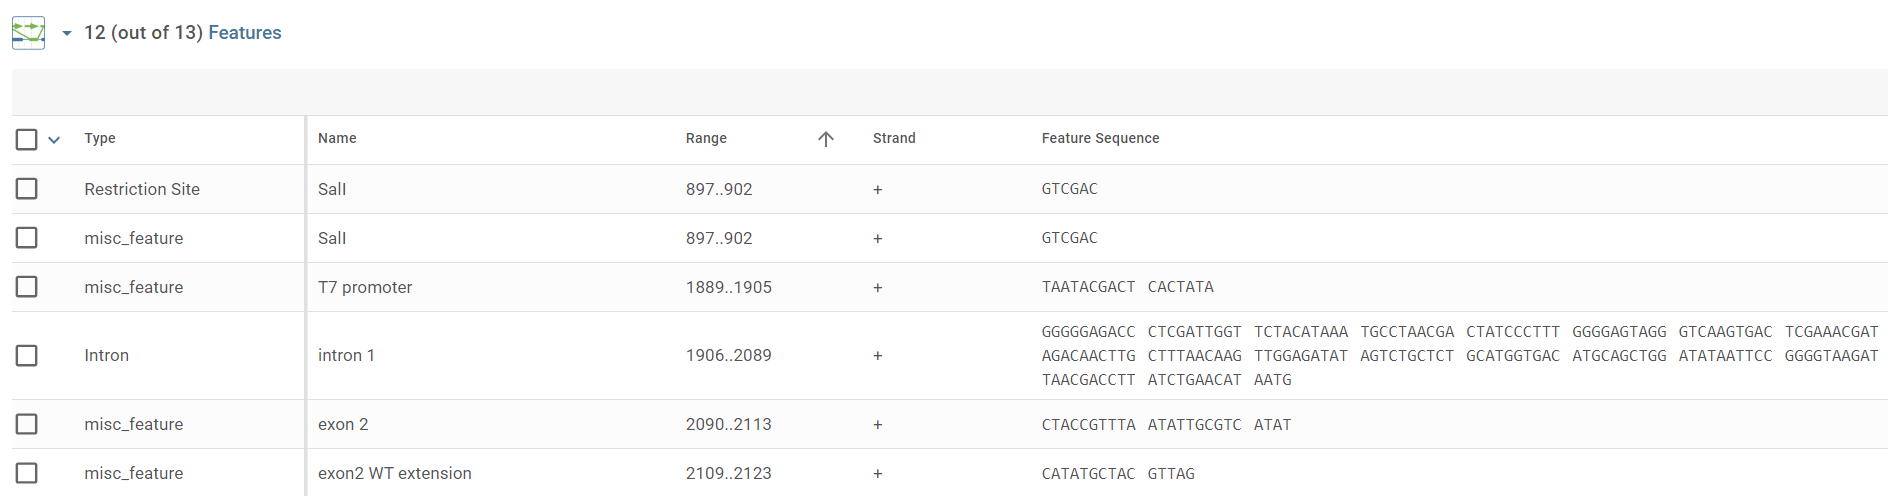 12 (out of 13) Features
Type Name Range Strand Feature Sequence
Restriction Site SalI 897..902 + GTCGAC
misc_feature SalI 897..902 + GTCGAC
misc_feature T7 promoter 1889..1905 + TAATACGACT CACTATA
Intron intron 1 1906..2089 + GGGGGAGACC CTCGATTGGT TCTACATAAA TGCCTAACGA CTATCCCTTT GGGGAGTAGG GTCAAGTGAC TCGAAACGAT
AGACAACTTG CTTTAACAAG TTGGAGATAT AGTCTGCTCT GCATGGTGAC ATGCAGCTGG ATATAATTCC GGGGTAAGAT
TAACGACCTT ATCTGAACAT AATG
misc_feature exon 2 2090..2113 + CTACCGTTTA ATATTGCGTC ATAT
misc_feature exon2 WT extension 2109..2123 + CATATGCTAC GTTAG